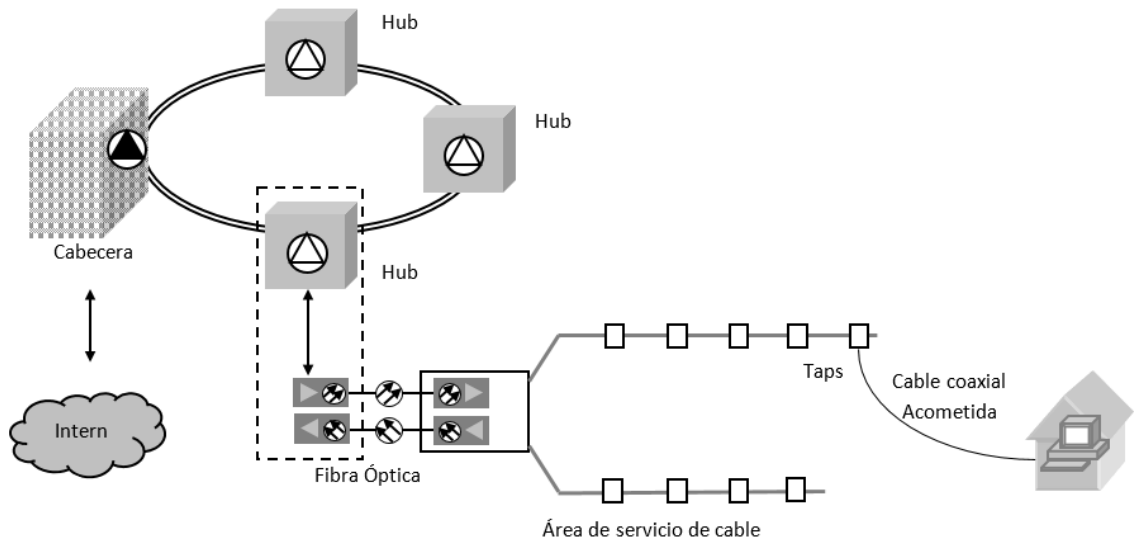 Hub
Hub
Cabecera
Hub
Taps
Cable coaxial
Acometida
Intern
Fibra Óptica
Área de servicio de cable